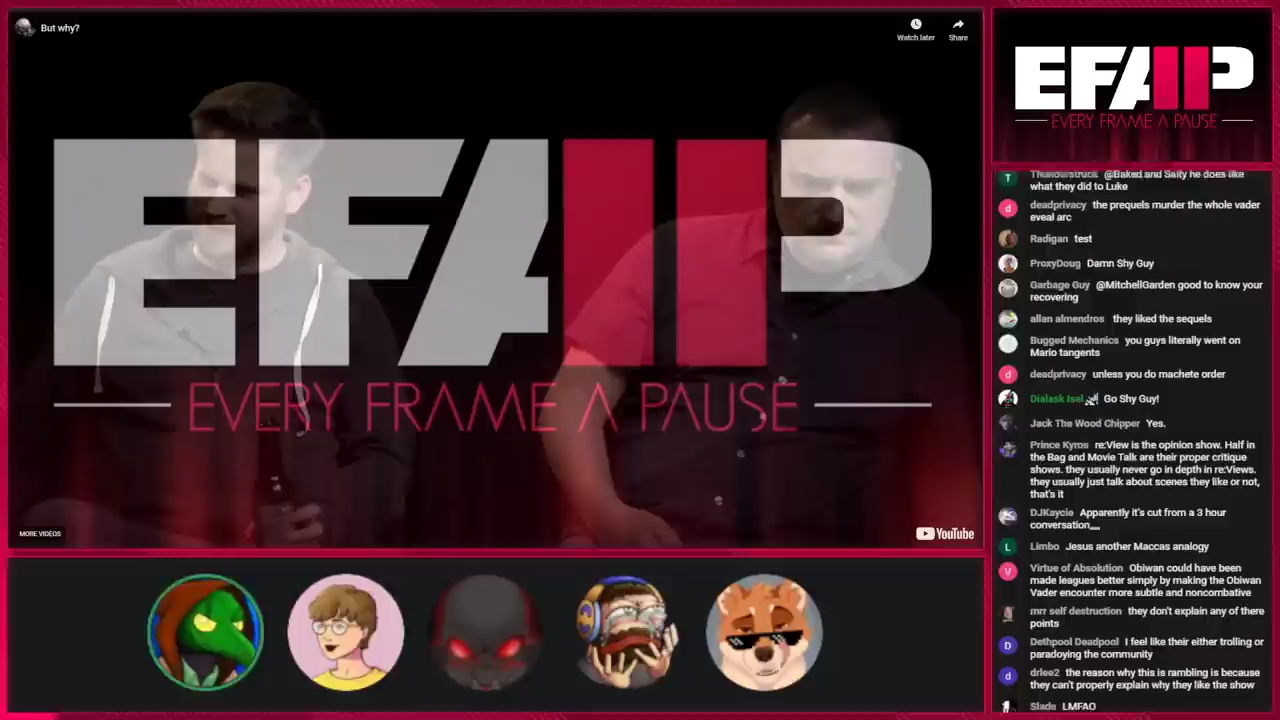 But why?
Watch later
Share
EFAP
EVERY FRAME A PAUSE
MORE VIDEOS
YouTube
EFAP
EVERY FRAME A PAUSE
Thunderstruck @Baked and Salty he does like
what they did to Luke
deadprivacy the prequels murder the whole vader
eveal arc
Radigan test
ProxyDoug Damn Shy Guy
Garbage Guy @MitchellGarden good to know your
recovering
allan almendros they liked the sequels
Bugged Mechanics you guys literally went on
Mario tangents
deadprivacy unless you do machete order
Dialask Isel Go Shy Guy!
Jack The Wood Chipper Yes.
Prince Kyros re:View is the opinion show. Half in
the Bag and Movie Talk are their proper critique
shows. they usually never go in depth in re:Views.
they usually just talk about scenes they like or not,
that's it
DJKaycie Apparently it's cut from a 3 hour
conversation,,,,
Limbo Jesus another Maccas analogy
Virtue of Absolution Obiwan could have been
made leagues better simply by making the Obiwan
Vader encounter more subtle and noncombative
mrr self destruction they don't explain any of there
points
Dethpool Deadpool I feel like their either trolling or
paradoying the community
drlee2 the reason why this is rambling is because
they can't properly explain why they like the show
Slade LMFAO